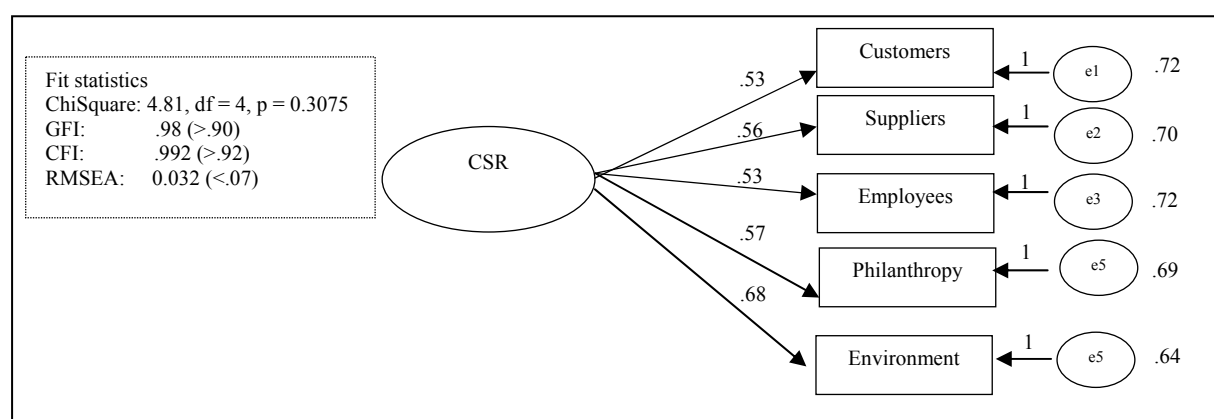 Fit statistics
ChiSquare: 4.81, df = 4, p = 0.3075
GFI: .98 (>.90)
CFI: .992 (>.92)
RMSEA: 0.032 (<.07)
CSR
.53
.56
.53
.57
.68
Customers
1
e1
.72
Suppliers
1
e2
.70
Employees
1
e3
.72
Philanthropy
1
e5
.69
Environment
1
e5
.64